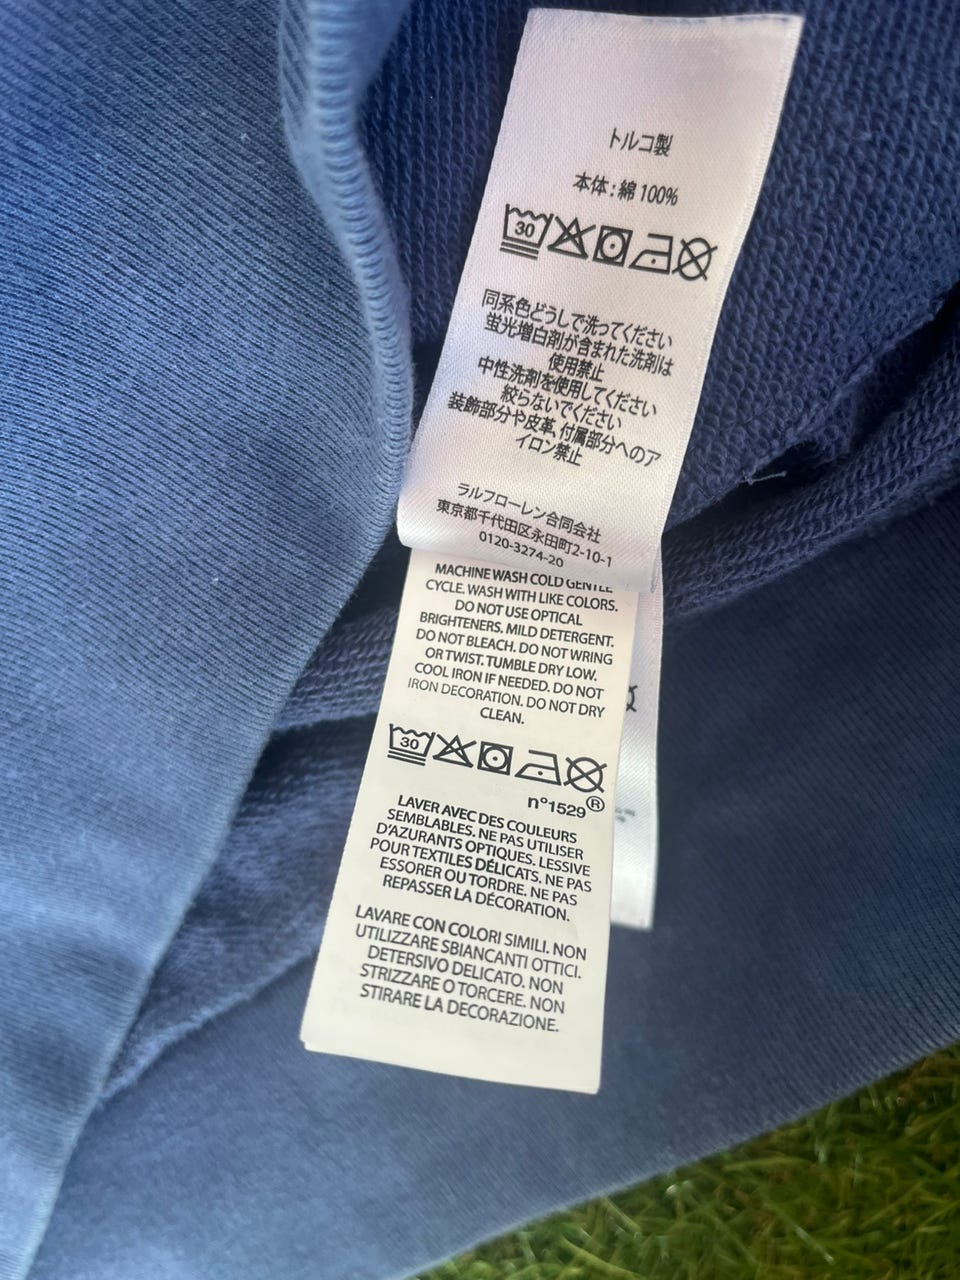 トルコ製
本体 : 綿 100%
30
同系色どうしで洗ってください
蛍光増白剤が含まれた洗剤は
使用禁止
中性洗剤を使用してください
絞らないでください
装飾部分や皮革、付属部分へのア
イロン禁止
ラルフローレン合同会社
東京都千代田区永田町2-10-1
0120-3274-20
MACHINE WASH COLD GENTLE
CYCLE. WASH WITH LIKE COLORS.
DO NOT USE OPTICAL
BRIGHTENERS. MILD DETERGENT.
DO NOT BLEACH. DO NOT WRING
OR TWIST. TUMBLE DRY LOW.
COOL IRON IF NEEDED. DO NOT
IRON DECORATION. DO NOT DRY
CLEAN.
30
n°1529®
LAVER AVEC DES COULEURS
SEMBLABLES. NE PAS UTILISER
D'AZURANTS OPTIQUES. LESSIVE
POUR TEXTILES DÉLICATS. NE PAS
ESSORER OU TORDRE. NE PAS
REPASSER LA DÉCORATION.
LAVARE CON COLORI SIMILI. NON
UTILIZZARE SBIANCANTI OTTICI.
DETERSIVO DELICATO. NON
STRIZZARE O TORCERE. NON
STIRARE LA DECORAZIONE.